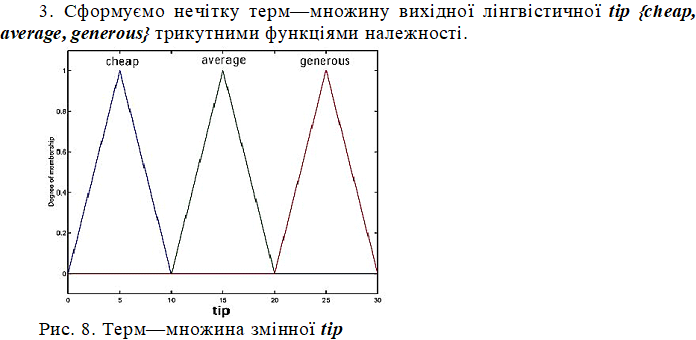 3. Сформуємо нечітку терм—множину вихідної лінгвістичної tip {cheap,
average, generous} трикутними функціями належності.
cheap average generous
1
0.8
0.6
0.4
0.2
0
Degree of membership
0 5 10 15 20 25 30
tip
Рис. 8. Терм—множина змінної tip